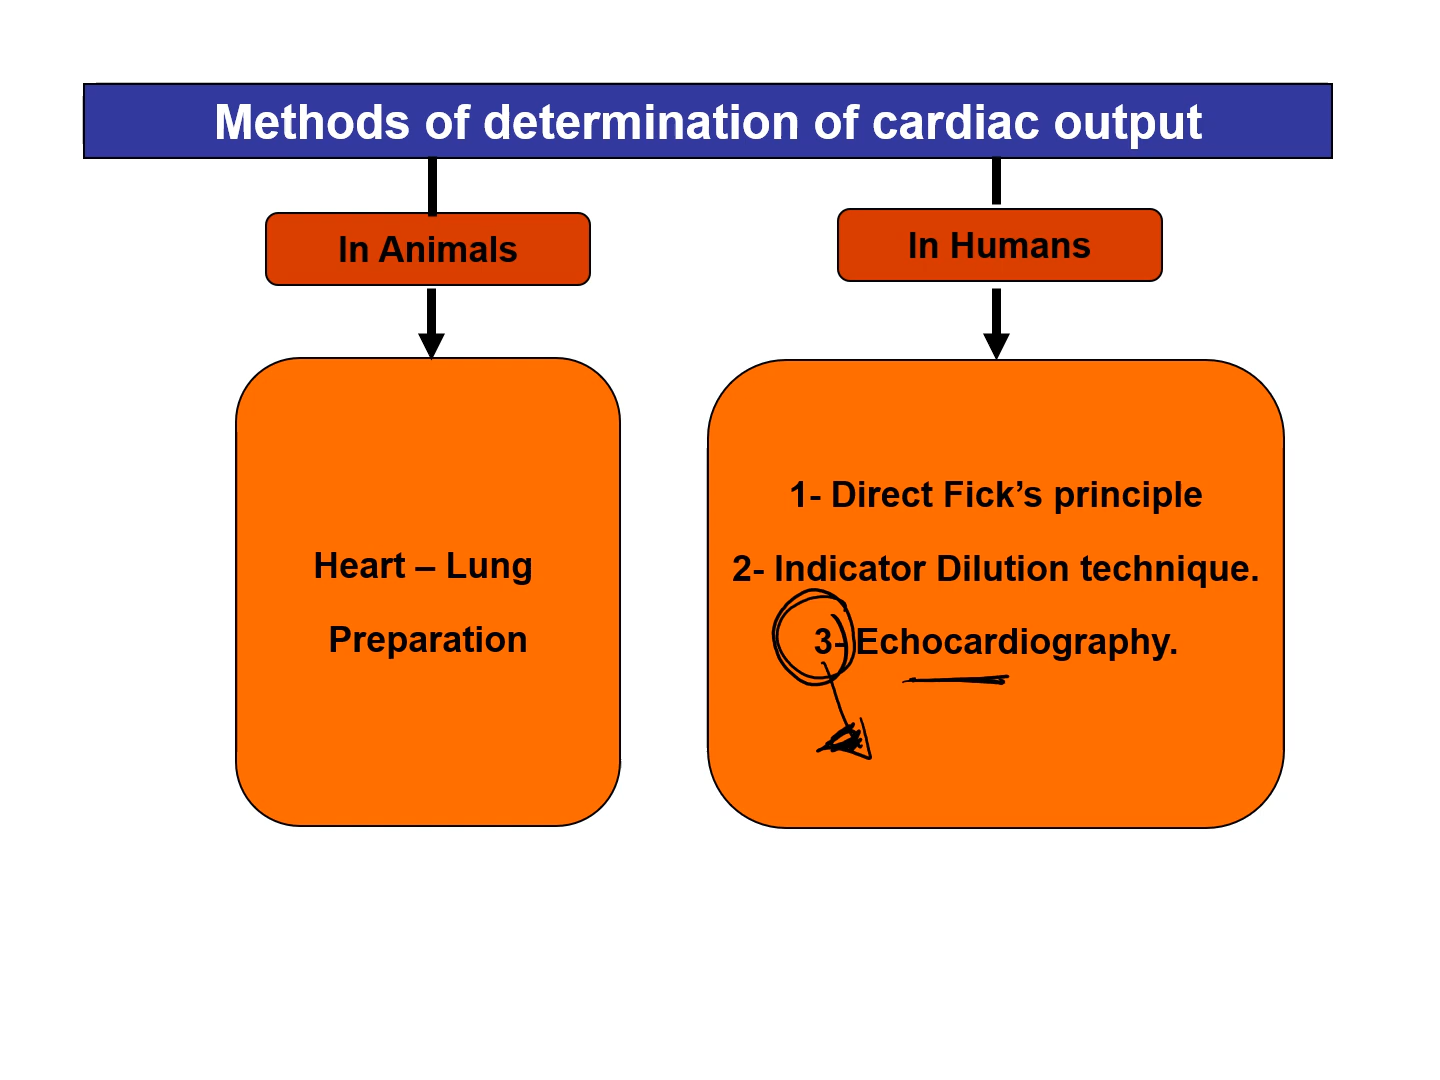 Methods of determination of cardiac output
In Animals
In Humans
Heart – Lung
Preparation
1- Direct Fick’s principle
2- Indicator Dilution technique.
3- Echocardiography.